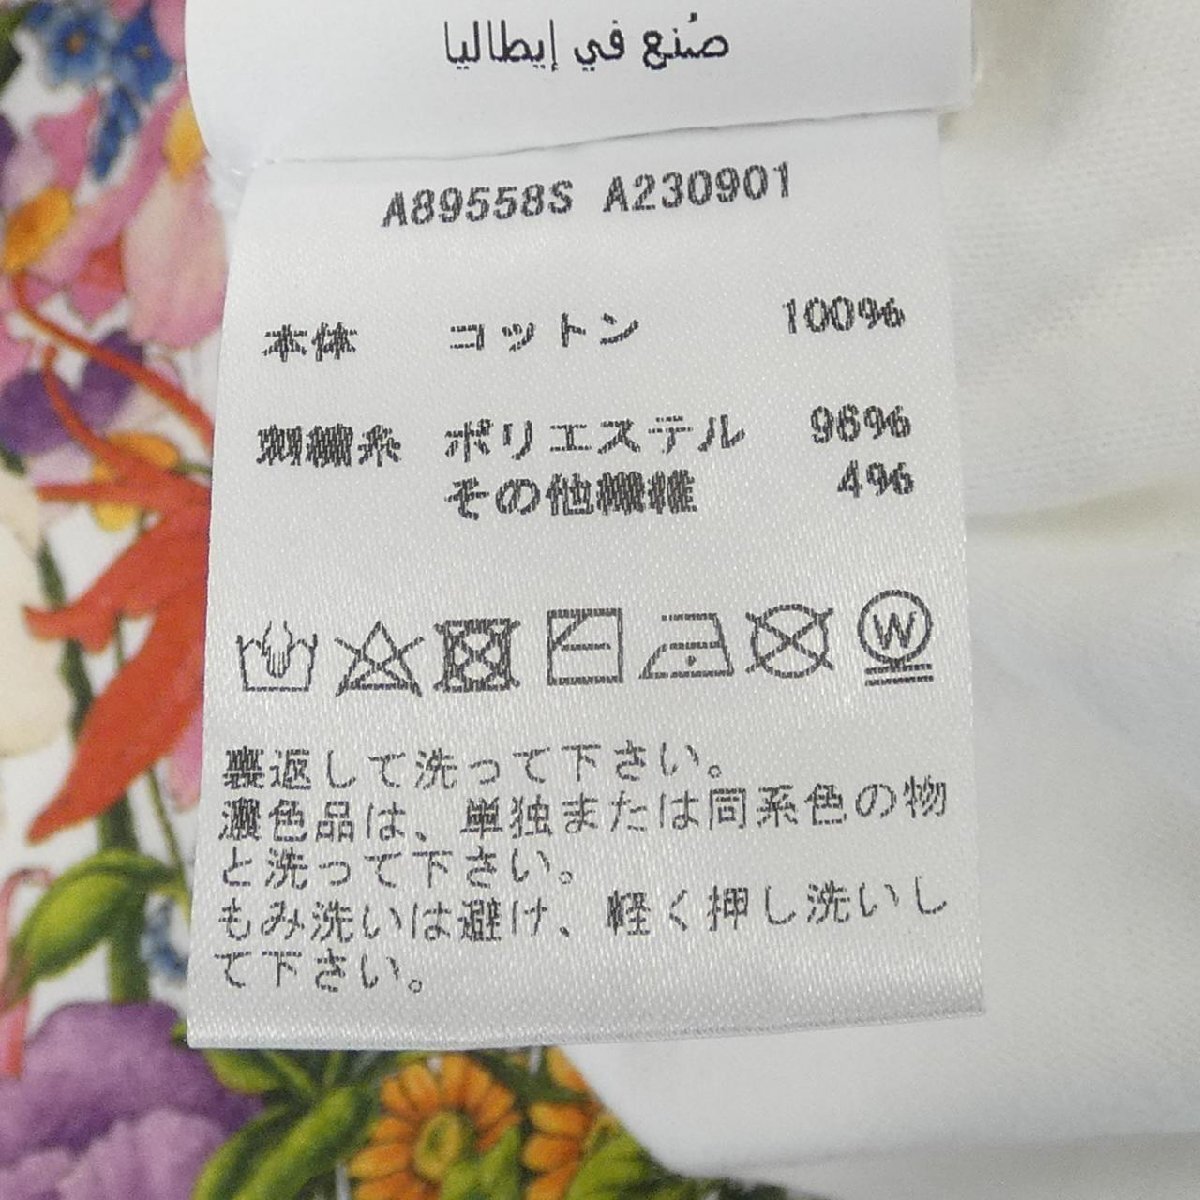 صُنع في إيطاليا
A89558S A230901
本体 コットン 100%
刺繍糸 ポリエステル 96%
その他繊維 4%
W
裏返して洗って下さい。
濃色品は、単独または同系色の物
と洗って下さい。
もみ洗いは避け、軽く押し洗いし
て下さい。